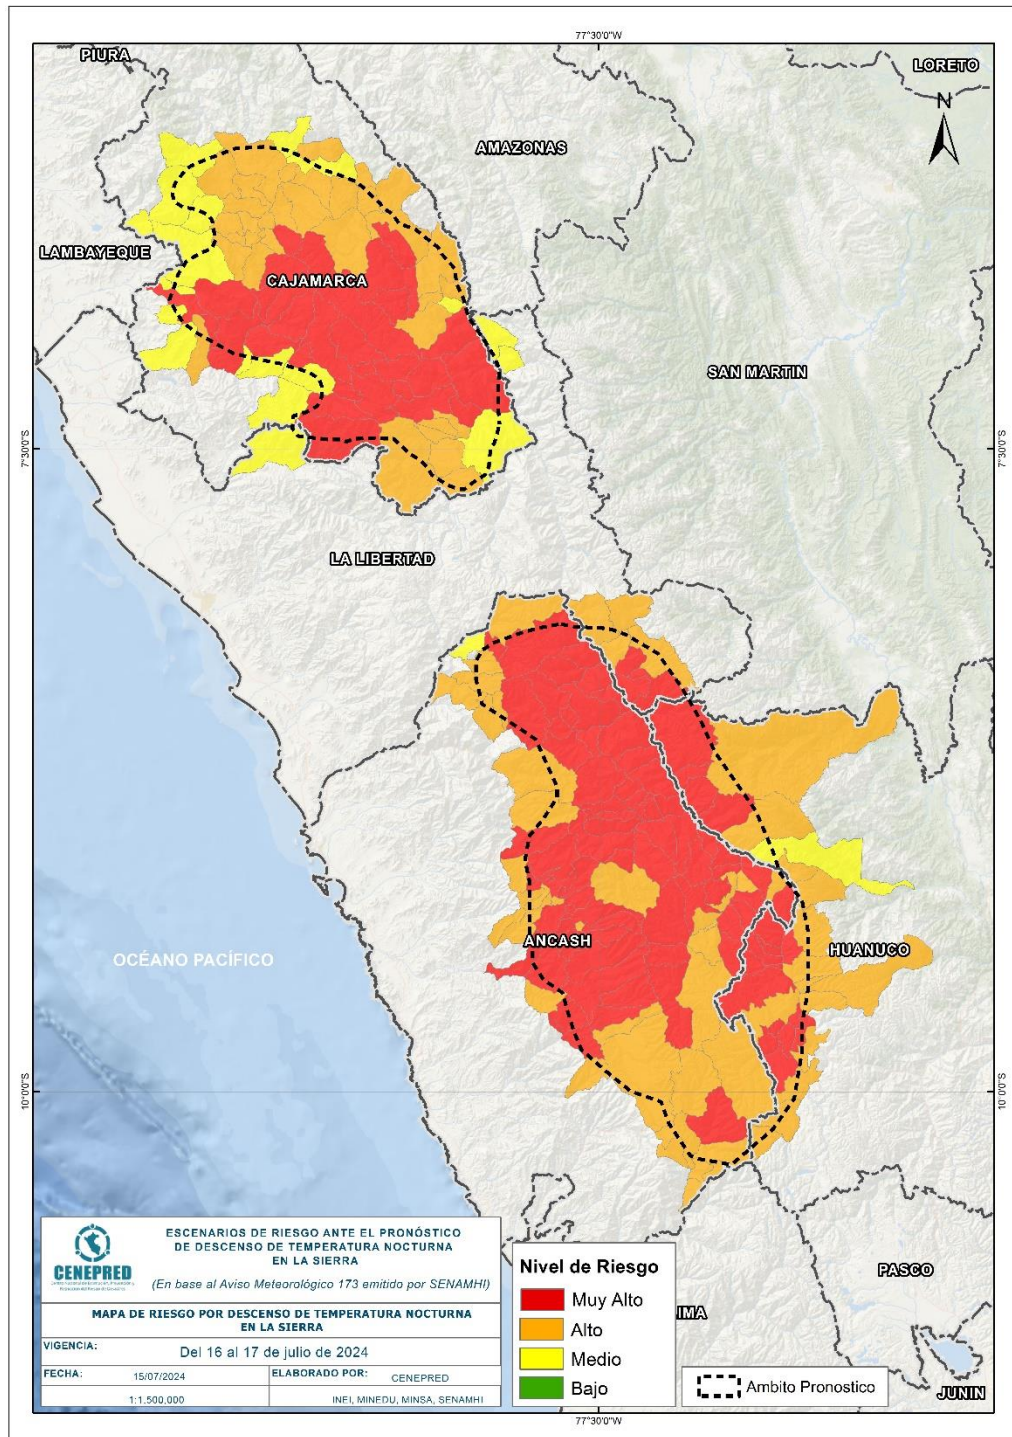 77°30'0"W
PIURA
LORETO
N
AMAZONAS
LAMBAYEQUE
CAJAMARCA
SAN MARTIN
7°30'0"S
7°30'0"S
LA LIBERTAD
ANCASH
HUANUCO
OCÉANO PACÍFICO
10°0'0"S
10°0'0"S
CENEPRED
ESCENARIOS DE RIESGO ANTE EL PRONÓSTICO
DE DESCENSO DE TEMPERATURA NOCTURNA
EN LA SIERRA
(En base al Aviso Meteorológico 173 emitido por SENAMHI)
MAPA DE RIESGO POR DESCENSO DE TEMPERATURA NOCTURNA
EN LA SIERRA
VIGENCIA:
Del 16 al 17 de julio de 2024
FECHA:
15/07/2024
ELABORADO POR:
CENEPRED
1:1.500,000
INEI, MINEDU, MINSA, SENAMHI
Nivel de Riesgo
Muy Alto
Alto
Medio
Bajo
IMA
PASCO
Ambito Pronostico
JUNIN
77°30'0"W